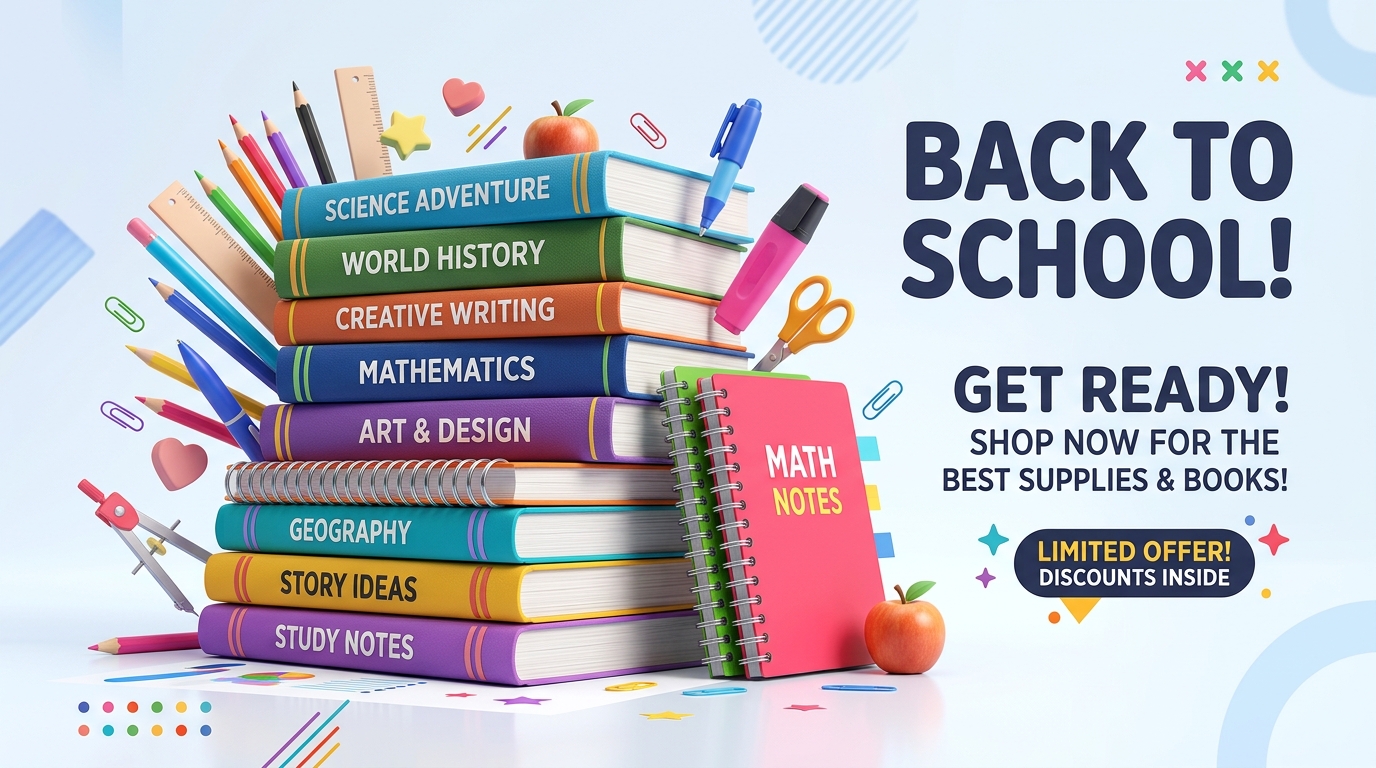 SCIENCE ADVENTURE
WORLD HISTORY
CREATIVE WRITING
MATHEMATICS
ART & DESIGN
GEOGRAPHY
STORY IDEAS
STUDY NOTES
MATH
NOTES
BACK TO
SCHOOL!
GET READY!
SHOP NOW FOR THE
BEST SUPPLIES & BOOKS!
LIMITED OFFER!
DISCOUNTS INSIDE